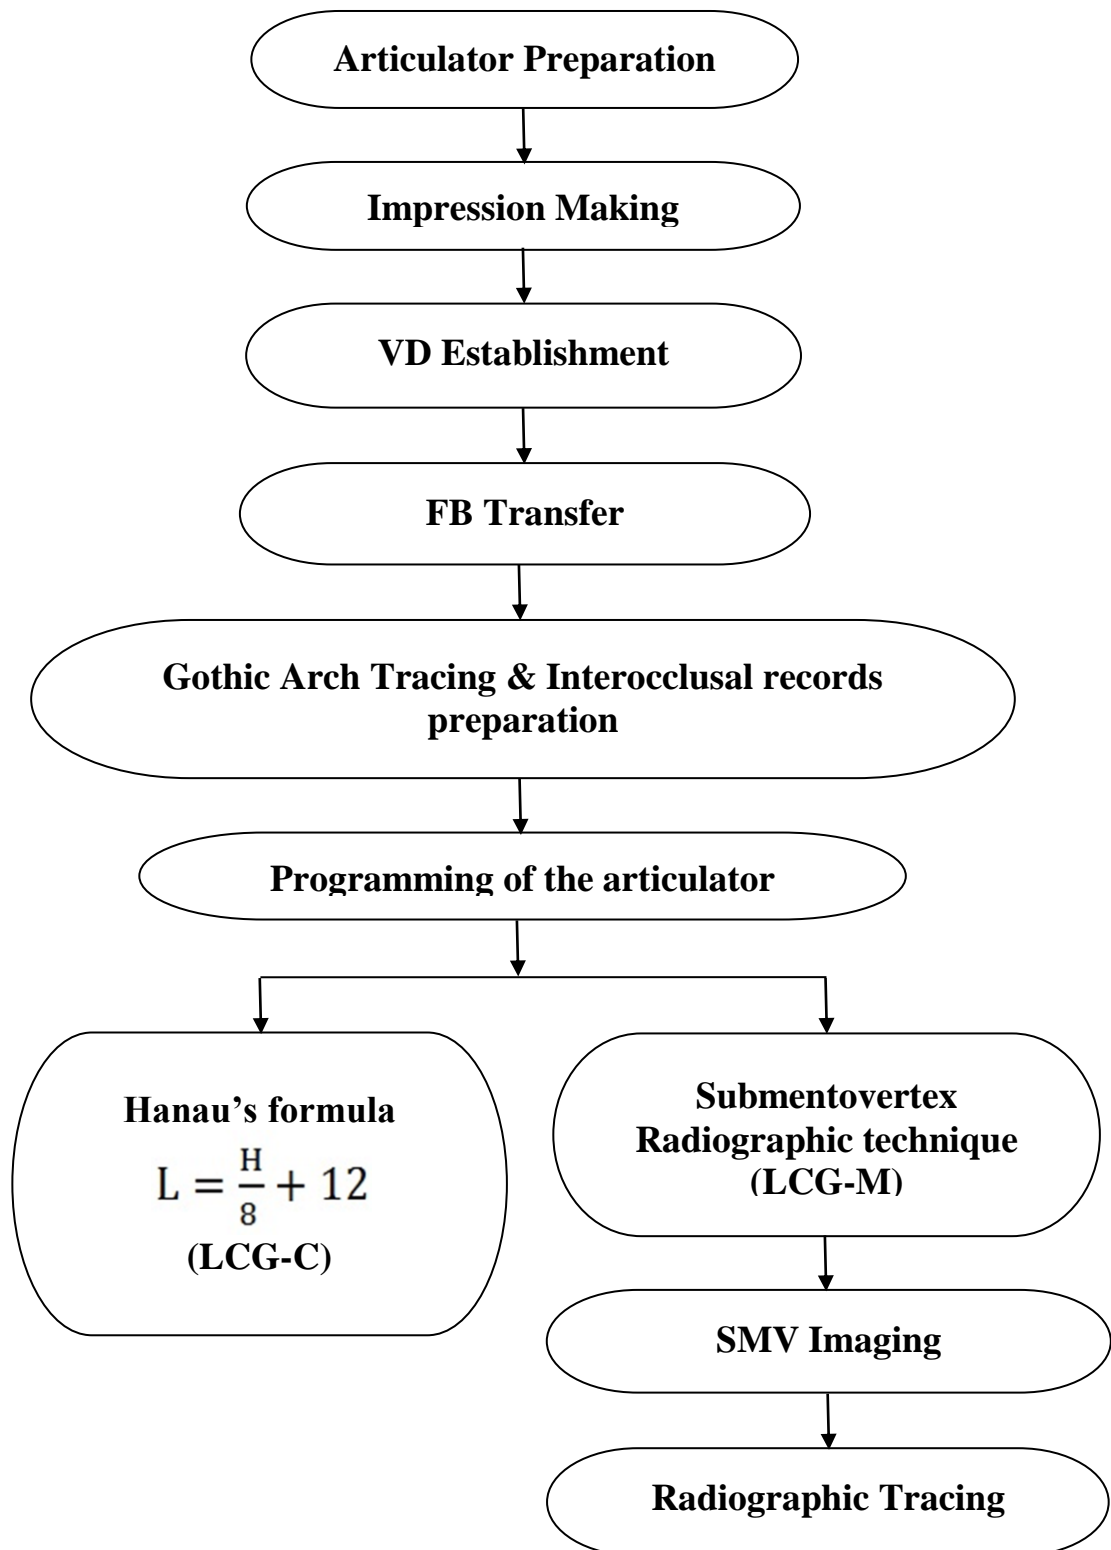 Articulator Preparation
Impression Making
VD Establishment
FB Transfer
Gothic Arch Tracing & Interocclusal records
preparation
Programming of the articulator
Hanau’s formula
L = H/8 + 12
(LCG-C)
Submentovertex
Radiographic technique
(LCG-M)
SMV Imaging
Radiographic Tracing